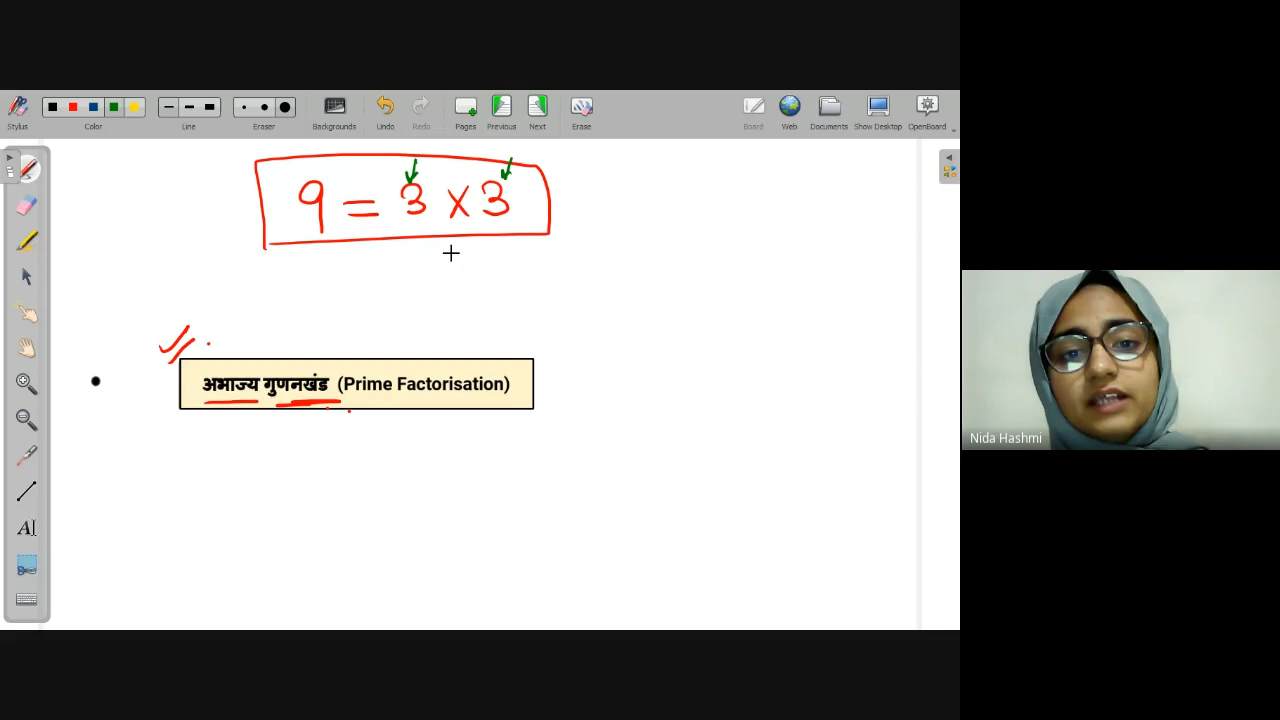 Stylus Color Line Eraser Backgrounds Undo Redo Pages Previous Next Erase Board Web Documents Show Desktop OpenBoard
9 = 3 × 3
अभाज्य गुणनखंड (Prime Factorisation)
Nida Hashmi